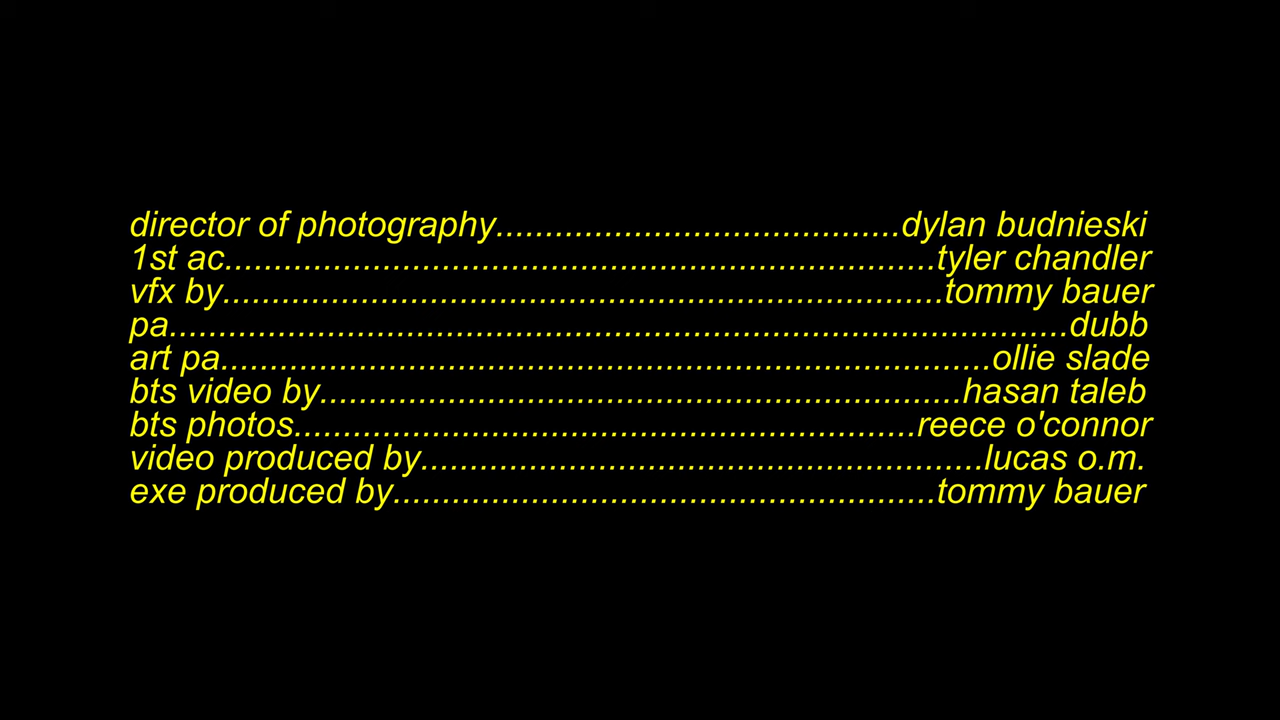 director of photography.........................................dylan budnieski
1st ac........................................................................tyler chandler
vfx by.........................................................................tommy bauer
pa...........................................................................................dubb
art pa..............................................................................ollie slade
bts video by.................................................................hasan taleb
bts photos...............................................................reece o'connor
video produced by.........................................................lucas o.m.
exe produced by.......................................................tommy bauer